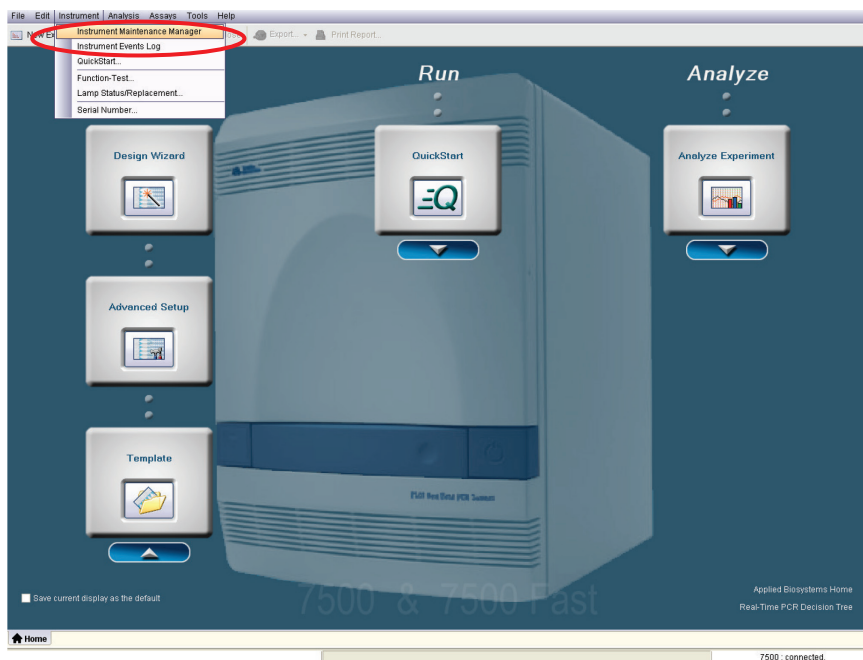 File Edit Instrument Analysis Assays Tools Help
Instrument Maintenance Manager
New Ex
Export...
Print Report...
Instrument Events Log
QuickStart...
Function-Test...
Lamp Status/Replacement...
Serial Number...
Run
Analyze
Design Wizard
QuickStart
Analyze Experiment
Advanced Setup
Template
7500 & 7500 Fast
Save current display as the default
Applied Biosystems Home
Real-Time PCR Decision Tree
Home
7500 : connected.